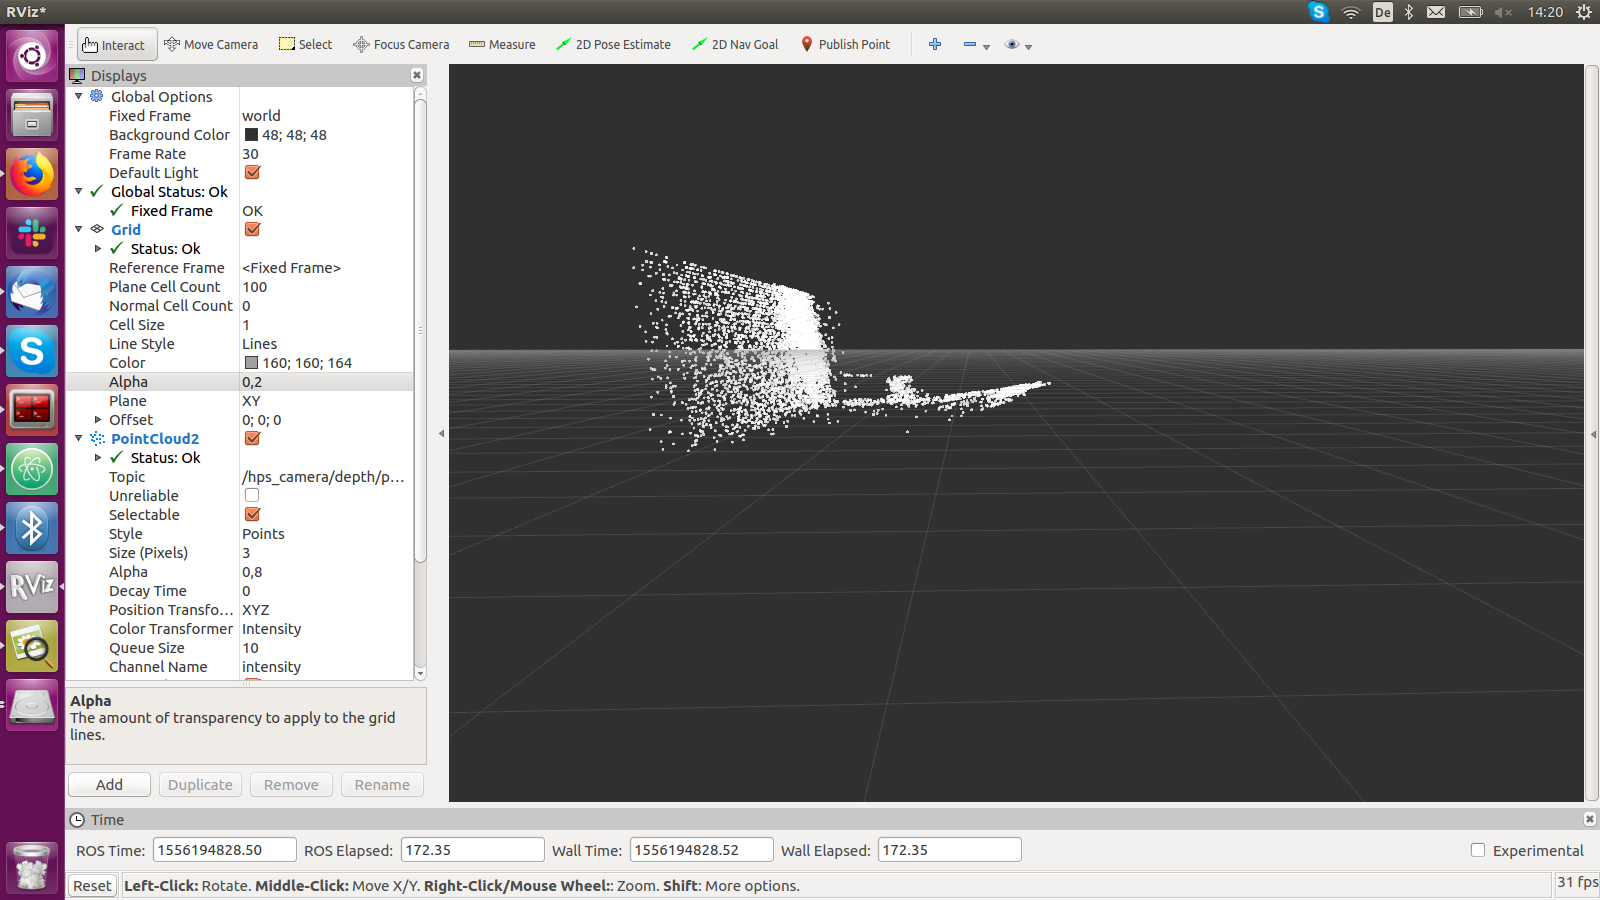 RViz*
De
14:20
Interact
Move Camera
Select
Focus Camera
Measure
2D Pose Estimate
2D Nav Goal
Publish Point
Displays
Global Options
Fixed Frame world
Background Color 48; 48; 48
Frame Rate 30
Default Light
Global Status: Ok
Fixed Frame OK
Grid
Status: Ok
Reference Frame <Fixed Frame>
Plane Cell Count 100
Normal Cell Count 0
Cell Size 1
Line Style Lines
Color 160; 160; 164
Alpha 0,2
Plane XY
Offset 0; 0; 0
PointCloud2
Status: Ok
Topic /hps_camera/depth/p...
Unreliable
Selectable
Style Points
Size (Pixels) 3
Alpha 0,8
Decay Time 0
Position Transfo... XYZ
Color Transformer Intensity
Queue Size 10
Channel Name intensity
Alpha
The amount of transparency to apply to the grid
lines.
Add Duplicate Remove Rename
RViz
S
Time
ROS Time: 1556194828.50 ROS Elapsed: 172.35 Wall Time: 1556194828.52 Wall Elapsed: 172.35 Experimental
Reset Left-Click: Rotate. Middle-Click: Move X/Y. Right-Click/Mouse Wheel:: Zoom. Shift: More options. 31 fps